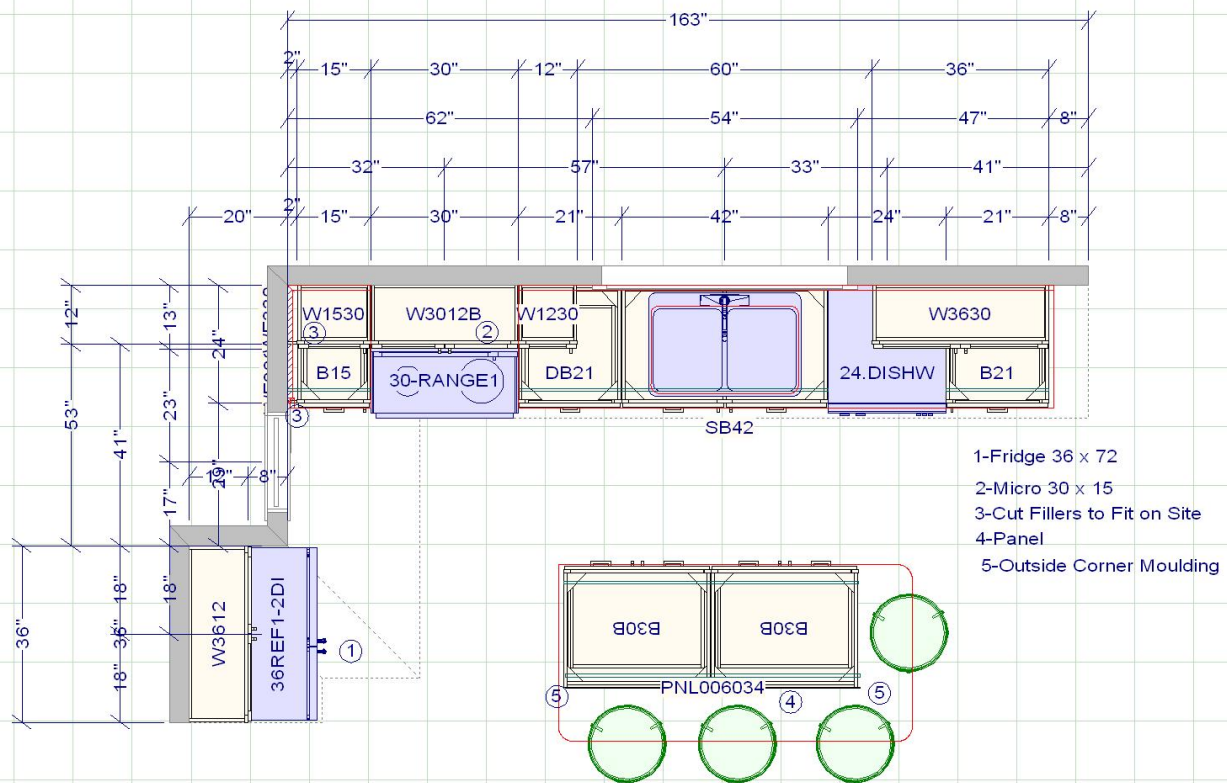 163"
2" 15" 30" 12" 60" 36"
62" 54" 47" 8"
32" 57" 33" 41"
20" 2" 15" 30" 21" 42" 24" 21" 8"
12" 13" 24"
53" 41" 23" 29"
17" 8"
W1530 W3012B W1230 W3630
3 2
B15 30-RANGE1 DB21 24.DISHW B21
3
SB42
1-Fridge 36 x 72
2-Micro 30 x 15
3-Cut Fillers to Fit on Site
4-Panel
5-Outside Corner Moulding
36" 18" 36" 18" 18"
W3612 36REF1-2DI 1
B30B B30B
PNL006034
5 4 5